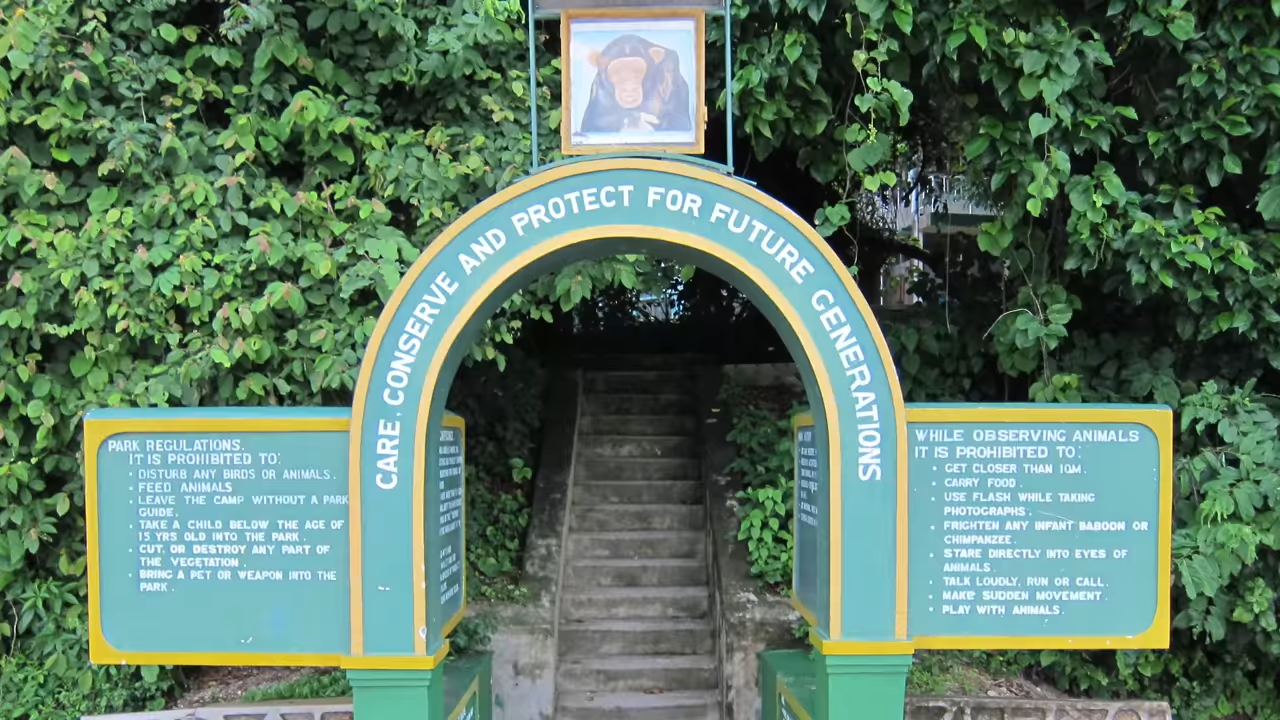 CARE, CONSERVE AND PROTECT FOR FUTURE GENERATIONS
PARK REGULATIONS.
IT IS PROHIBITED TO:
• DISTURB ANY BIRDS OR ANIMALS.
• FEED ANIMALS
• LEAVE THE CAMP WITHOUT A PARK
GUIDE.
• TAKE A CHILD BELOW THE AGE OF
15 YRS OLD INTO THE PARK.
• CUT, OR DESTROY ANY PART OF
THE VEGETATION.
• BRING A PET OR WEAPON INTO THE
PARK.
WHILE OBSERVING ANIMALS
IT IS PROHIBITED TO:
• GET CLOSER THAN 10M.
• CARRY FOOD.
• USE FLASH WHILE TAKING
PHOTOGRAPHS.
• FRIGHTEN ANY INFANT BABOON OR
CHIMPANZEE.
• STARE DIRECTLY INTO EYES OF
ANIMALS.
• TALK LOUDLY, RUN OR CALL.
• MAKE SUDDEN MOVEMENT.
• PLAY WITH ANIMALS.